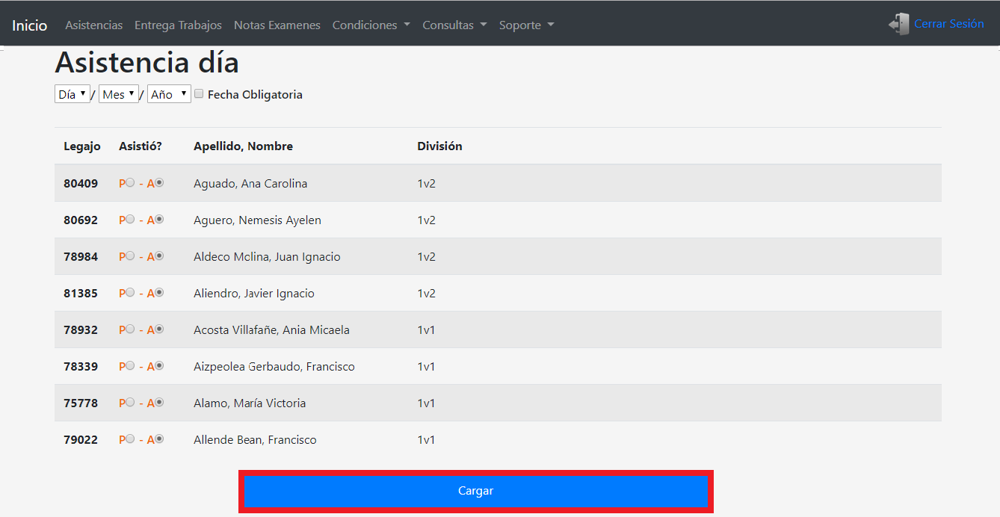 Inicio Asistencias Entrega Trabajos Notas Examenes Condiciones Consultas Soporte Cerrar Sesión
Asistencia día
Día / Mes / Año Fecha Obligatoria
Legajo Asistió? Apellido, Nombre División
80409 P - A Aguado, Ana Carolina 1v2
80692 P - A Aguero, Nemesis Ayelen 1v2
78984 P - A Aldeco Molina, Juan Ignacio 1v2
81385 P - A Aliendro, Javier Ignacio 1v2
78932 P - A Acosta Villafañe, Ania Micaela 1v1
78339 P - A Aizpeolea Gerbaudo, Francisco 1v1
75778 P - A Alamo, María Victoria 1v1
79022 P - A Allende Bean, Francisco 1v1
Cargar